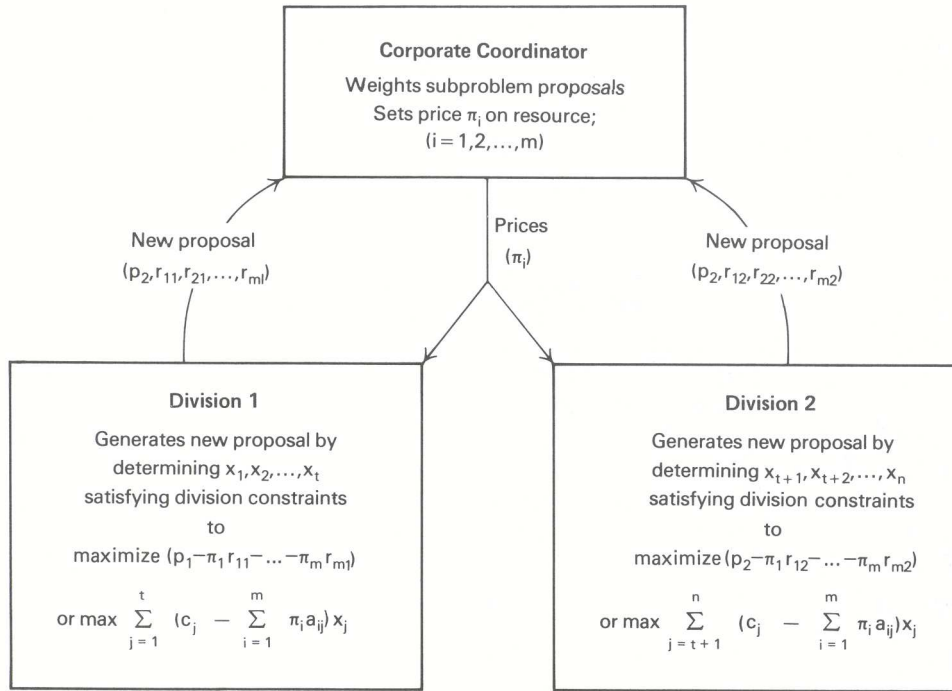 Corporate Coordinator
Weights subproblem proposals
Sets price πᵢ on resource;
(i = 1,2,...,m)
New proposal
(p₂,r₁₁,r₂₁,...,rₘₗ)
Prices
(πᵢ)
New proposal
(p₂,r₁₂,r₂₂,...,rₘ₂)
Division 1
Generates new proposal by
determining x₁,x₂,...,xₜ
satisfying division constraints
to
maximize (p₁−π₁r₁₁−...−πₘrₘ₁)
or max ∑_{j = 1}^{t} (cⱼ − ∑_{i = 1}^{m} πᵢaᵢⱼ)xⱼ
Division 2
Generates new proposal by
determining xₜ₊₁,xₜ₊₂,...,xₙ
satisfying division constraints
to
maximize (p₂−π₁r₁₂−...−πₘrₘ₂)
or max ∑_{j = t + 1}^{n} (cⱼ − ∑_{i = 1}^{m} πᵢaᵢⱼ)xⱼ